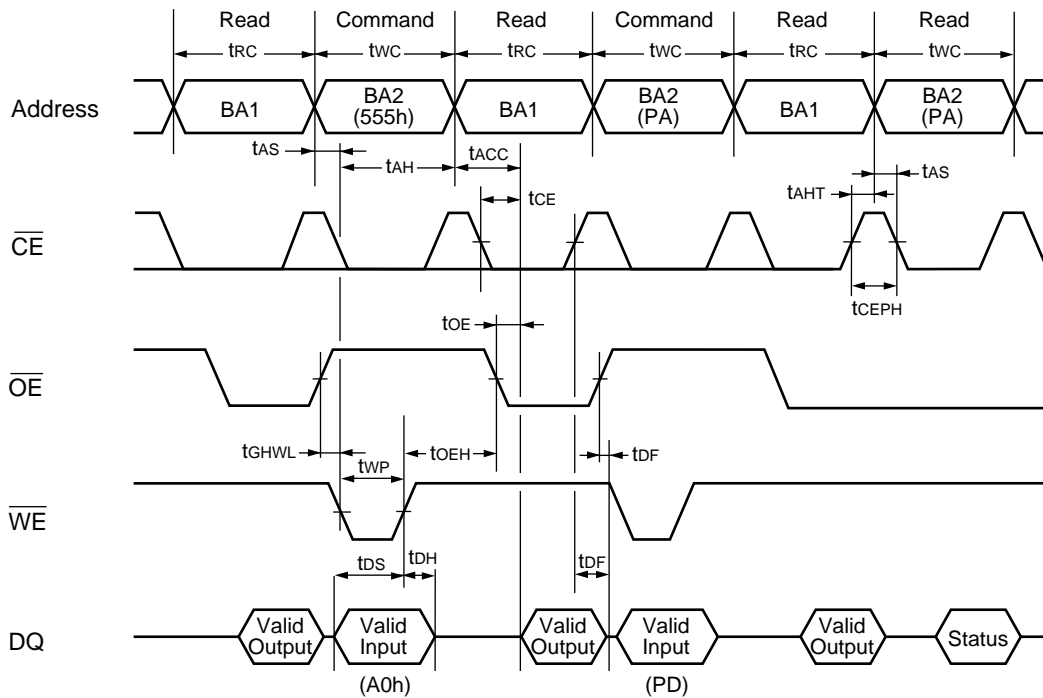 Read Command Read Command Read Read
tRC tWC tRC tWC tRC tWC
Address
BA1
BA2
(555h)
BA1
BA2
(PA)
BA1
BA2
(PA)
tAS
tAH
tACC
tAS
tCE
tAHT
CE
tCEPH
tOE
OE
tGHWL
tWP
tOEH
tDF
WE
tDS
tDH
tDF
DQ
Valid
Output
Valid
Input
Valid
Output
Valid
Input
Valid
Output
Status
(A0h)
(PD)